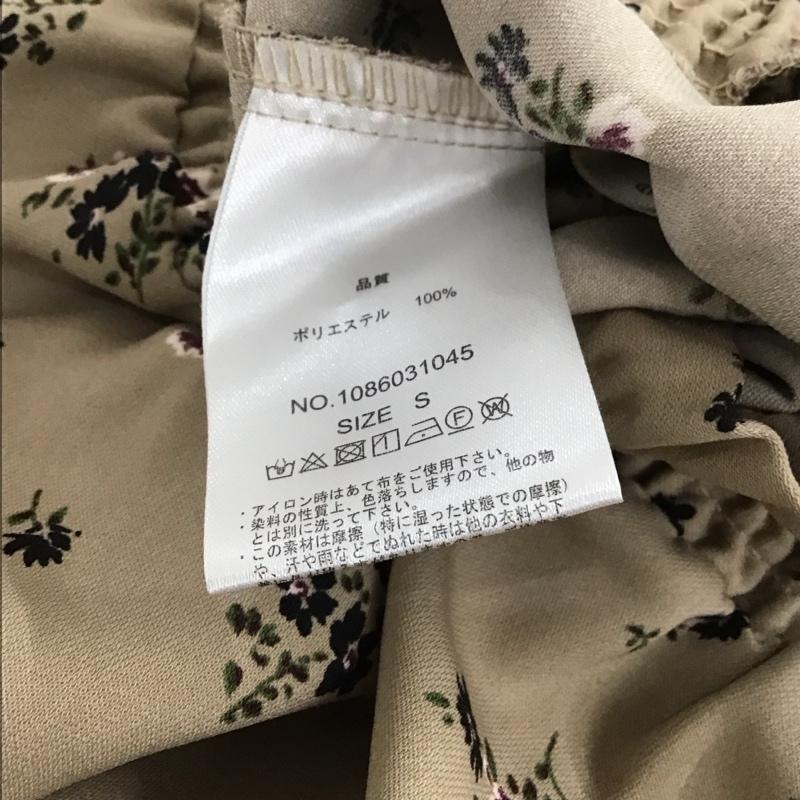 品質
ポリエステル 100%
NO.1086031045
SIZE S
F W
・アイロン時はあて布をご使用下さい。
・染料の性質上、色落ちしますので、他の物
とは別に洗って下さい。
・この素材は摩擦（特に湿った状態での摩擦）
や、汗や雨などでぬれた時は他の衣料や下